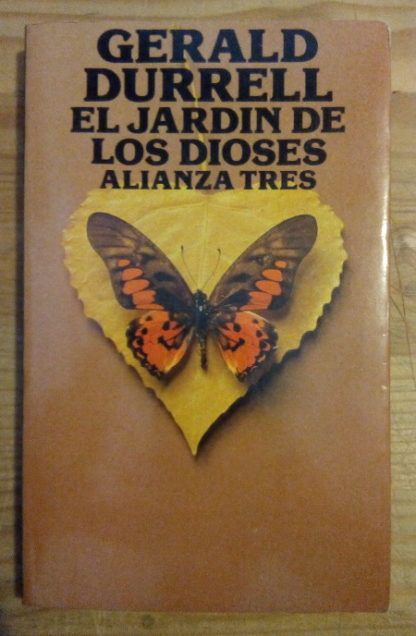 GERALD
DURRELL
EL JARDIN DE
LOS DIOSES
ALIANZA TRES